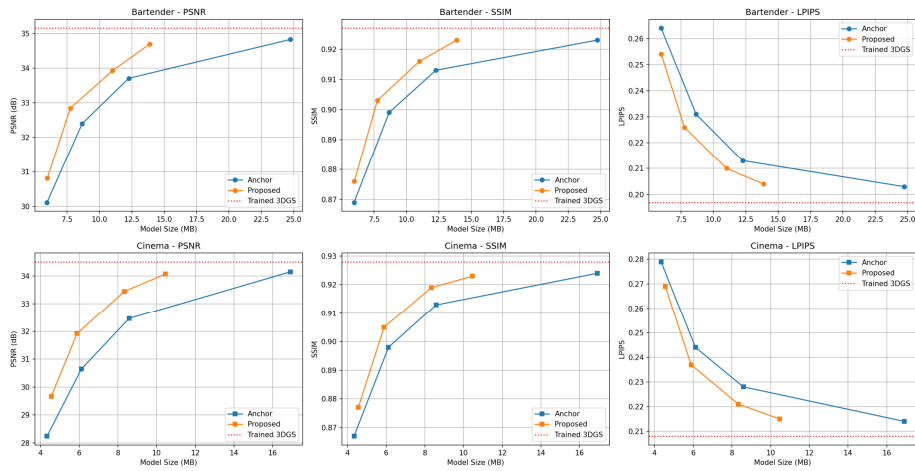 Bartender - PSNR
PSNR (dB)
35
34
33
32
31
30
7.5 10.0 12.5 15.0 17.5 20.0 22.5 25.0
Model Size (MB)
Anchor
Proposed
Trained 3DGS
Bartender - SSIM
SSIM
0.92
0.91
0.90
0.89
0.88
0.87
7.5 10.0 12.5 15.0 17.5 20.0 22.5 25.0
Model Size (MB)
Anchor
Proposed
Trained 3DGS
Bartender - LPIPS
LPIPS
0.26
0.25
0.24
0.23
0.22
0.21
0.20
7.5 10.0 12.5 15.0 17.5 20.0 22.5 25.0
Model Size (MB)
Anchor
Proposed
Trained 3DGS
Cinema - PSNR
PSNR (dB)
34
33
32
31
30
29
28
4 6 8 10 12 14 16
Model Size (MB)
Anchor
Proposed
Trained 3DGS
Cinema - SSIM
SSIM
0.93
0.92
0.91
0.90
0.89
0.88
0.87
4 6 8 10 12 14 16
Model Size (MB)
Anchor
Proposed
Trained 3DGS
Cinema - LPIPS
LPIPS
0.28
0.27
0.26
0.25
0.24
0.23
0.22
0.21
4 6 8 10 12 14 16
Model Size (MB)
Anchor
Proposed
Trained 3DGS